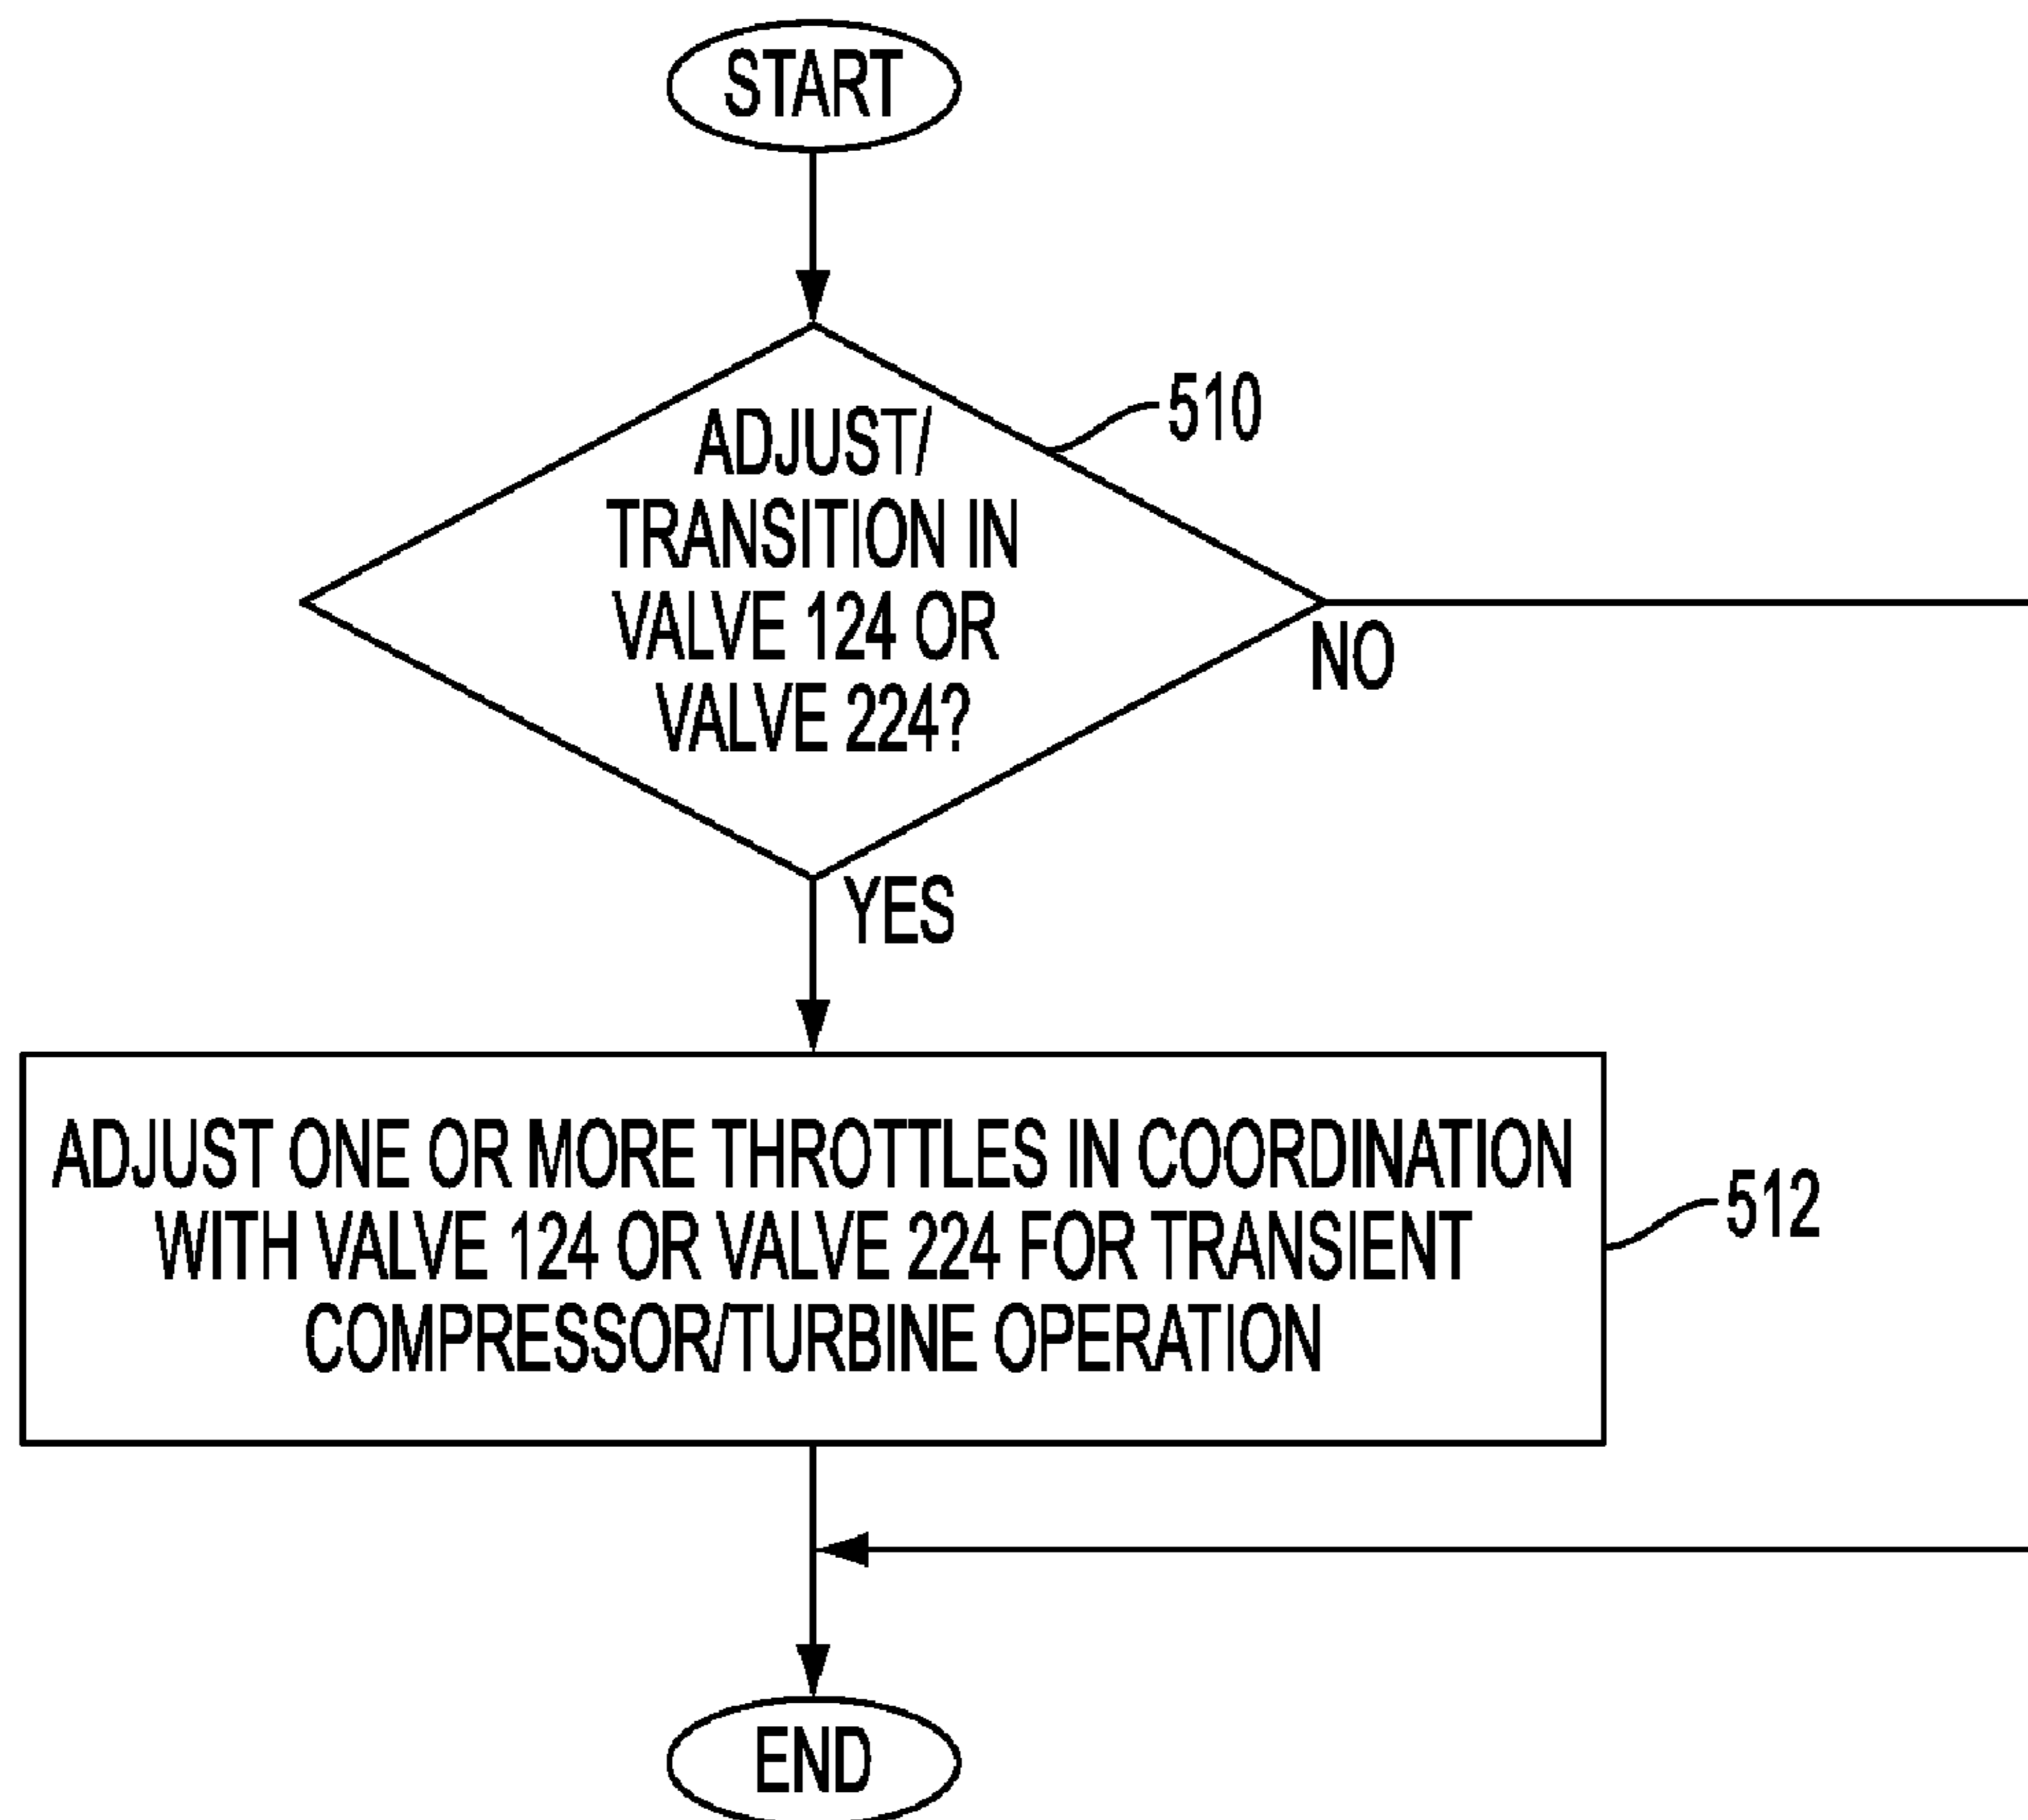 START
ADJUST/
TRANSITION IN
VALVE 124 OR
VALVE 224?
510
NO
YES
ADJUST ONE OR MORE THROTTLES IN COORDINATION
WITH VALVE 124 OR VALVE 224 FOR TRANSIENT
COMPRESSOR/TURBINE OPERATION
512
END